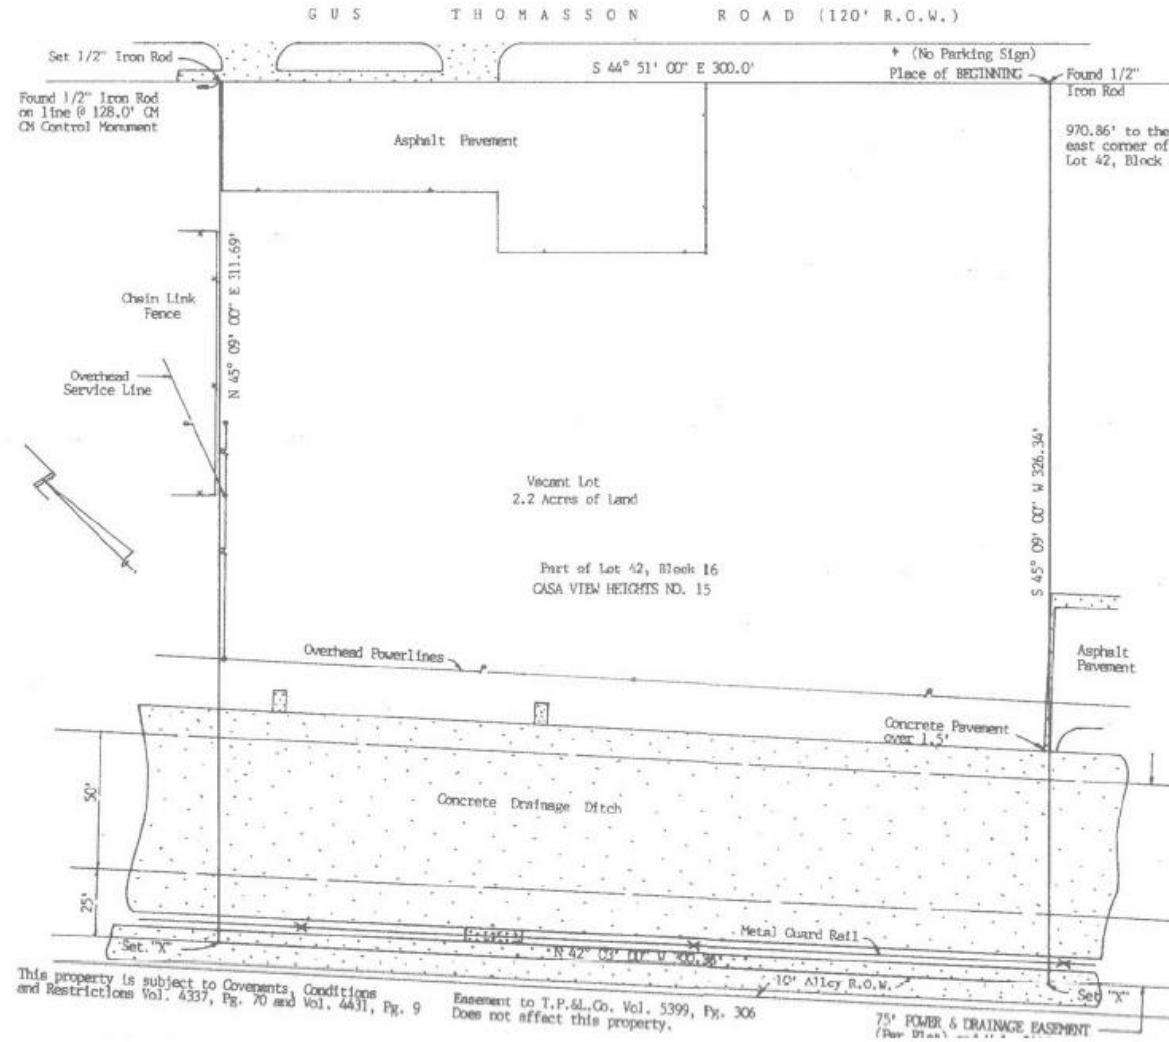 GUS THOMASSON ROAD (120' R.O.W.)
Set 1/2" Iron Rod
S 44° 51' 00" E 300.0'
(No Parking Sign)
Place of BEGINNING
Found 1/2"
Iron Rod
Found 1/2" Iron Rod
on line @ 128.0' CM
CM Control Monument
970.86' to the
east corner of
Lot 42, Block
Asphalt Pavement
N 45° 09' 00" E 311.69'
Chain Link
Fence
Overhead
Service Line
S 45° 09' 00" W 326.34'
Vacant Lot
2.2 Acres of Land
Part of Lot 42, Block 16
CASA VIEW HEIGHTS NO. 15
Overhead Powerlines
Asphalt
Pavement
Concrete Pavement
over 1.5'
50'
Concrete Drainage Ditch
25'
Set "X"
Metal Guard Rail
N 42° 03' 00" W 300.36'
10' Alley R.O.W.
Set "X"
This property is subject to Covenants, Conditions
and Restrictions Vol. 4337, Pg. 70 and Vol. 4431, Pg. 9
Easement to T.P.&L.Co. Vol. 5399, Pg. 306
Does not affect this property.
75' POWER & DRAINAGE EASEMENT
(Per Plat)